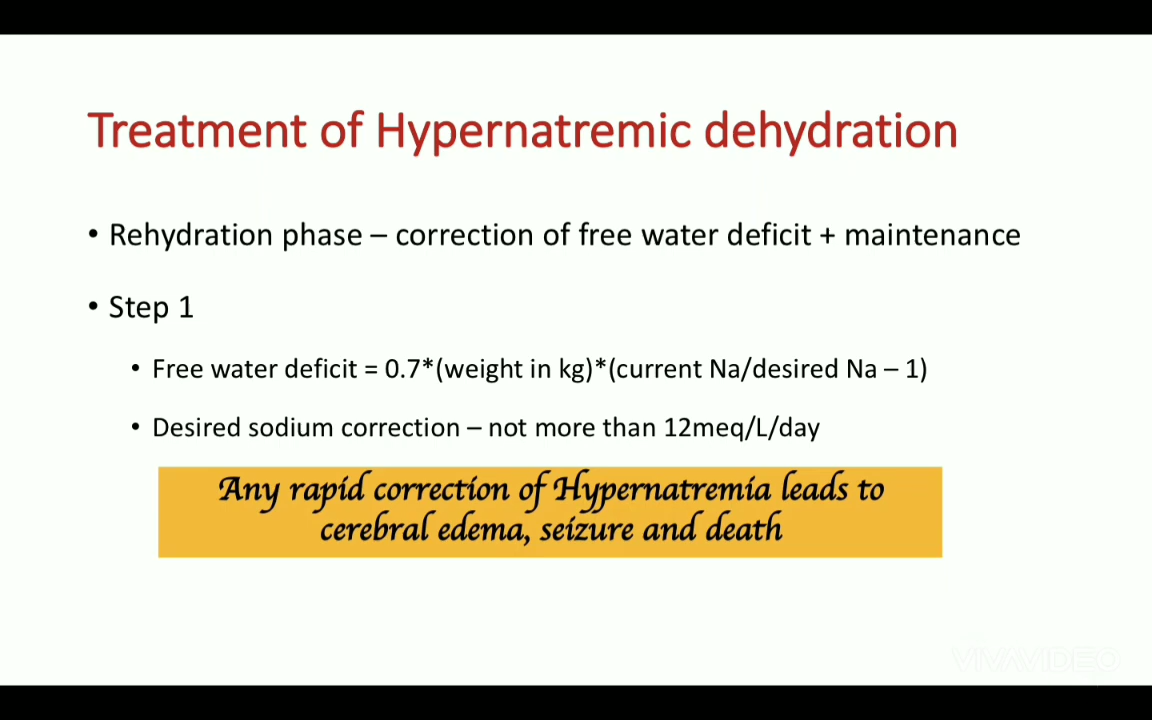 Treatment of Hypernatremic dehydration
• Rehydration phase – correction of free water deficit + maintenance
• Step 1
• Free water deficit = 0.7*(weight in kg)*(current Na/desired Na – 1)
• Desired sodium correction – not more than 12meq/L/day
Any rapid correction of Hypernatremia leads to
cerebral edema, seizure and death
VIVAVIDEO